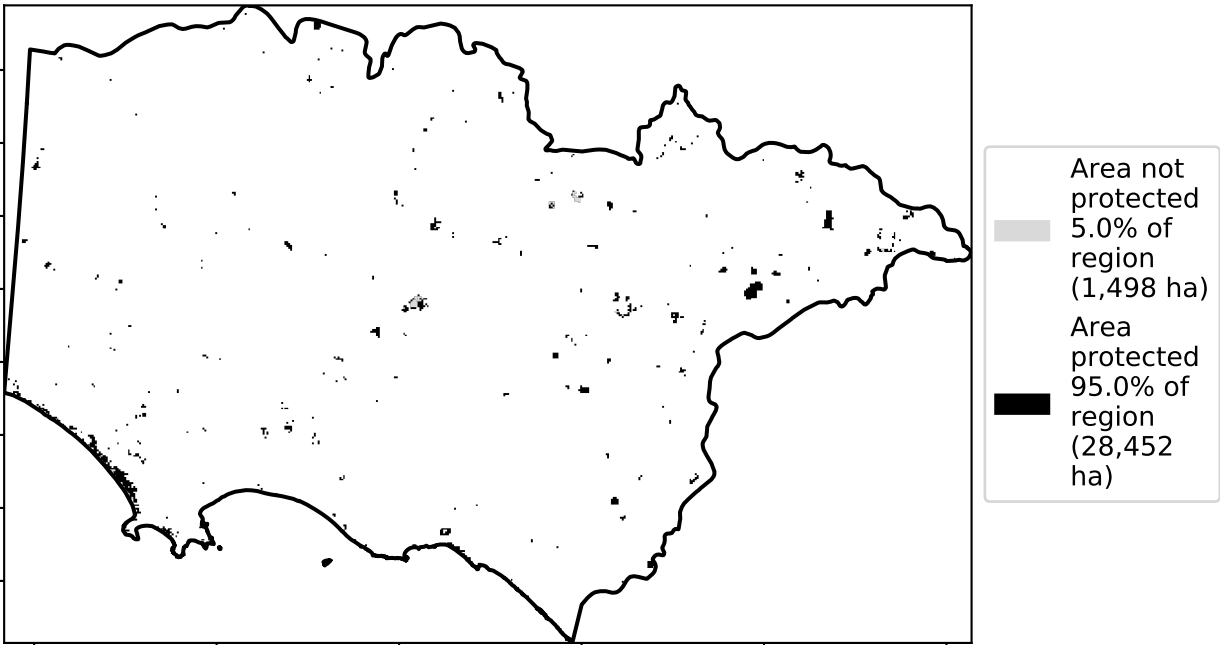 Area not
protected
5.0% of
region
(1,498 ha)
Area
protected
95.0% of
region
(28,452
ha)